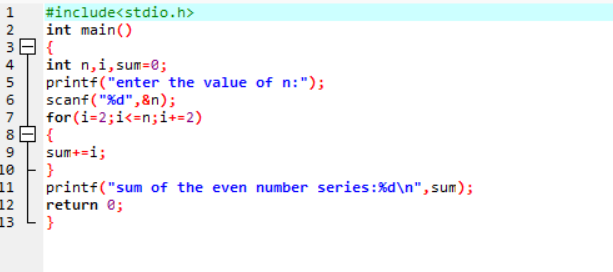 1 #include<stdio.h>
2 int main()
3 {
4 int n,i,sum=0;
5 printf("enter the value of n:");
6 scanf("%d",&n);
7 for(i=2;i<=n;i+=2)
8 {
9 sum+=i;
10 }
11 printf("sum of the even number series:%d\n",sum);
12 return 0;
13 }